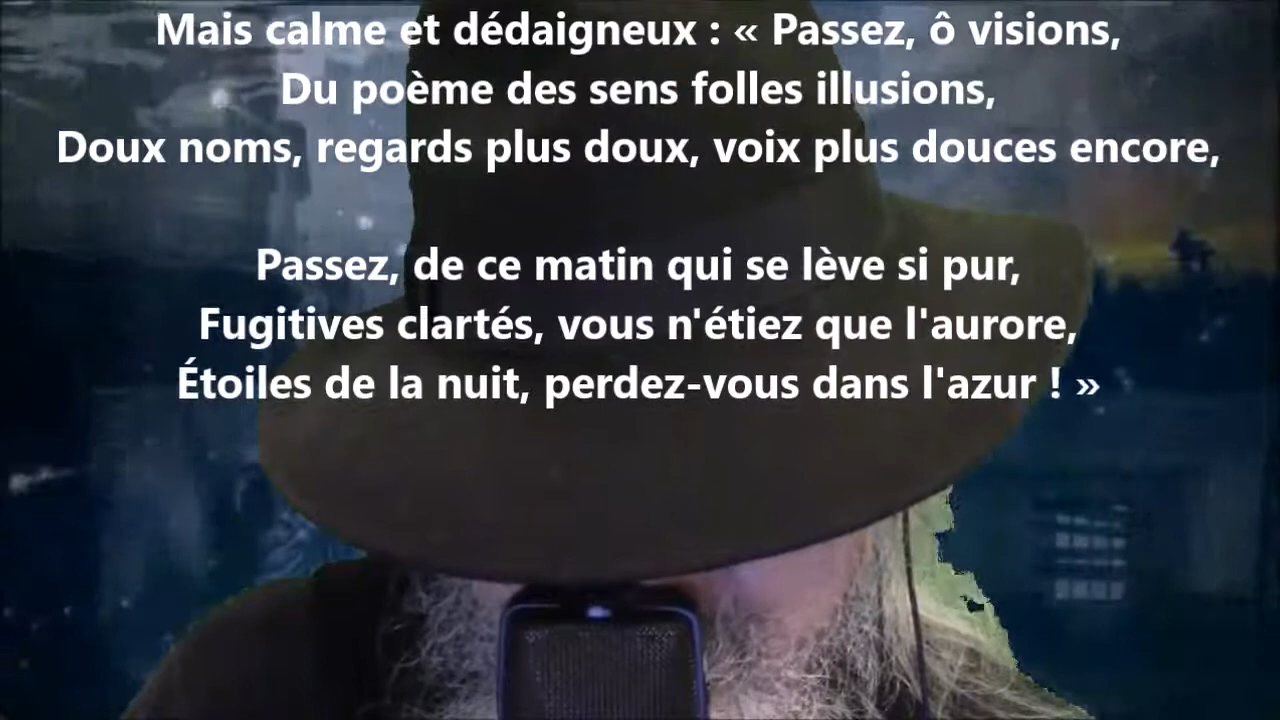 Mais calme et dédaigneux : « Passez, ô visions,
Du poème des sens folles illusions,
Doux noms, regards plus doux, voix plus douces encore,
Passez, de ce matin qui se lève si pur,
Fugitives clartés, vous n'étiez que l'aurore,
Étoiles de la nuit, perdez-vous dans l'azur ! »